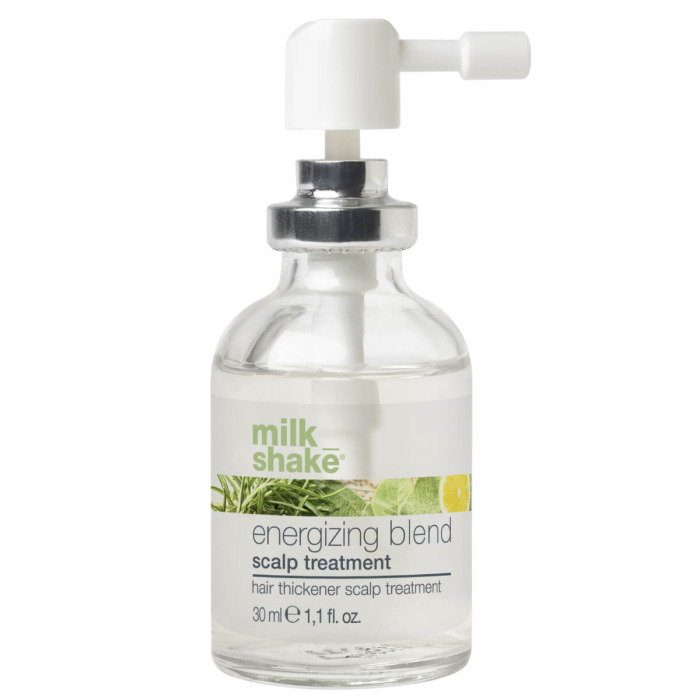 milk
shake®
energizing blend
scalp treatment
hair thickener scalp treatment
30 ml ℮ 1,1 fl. oz.